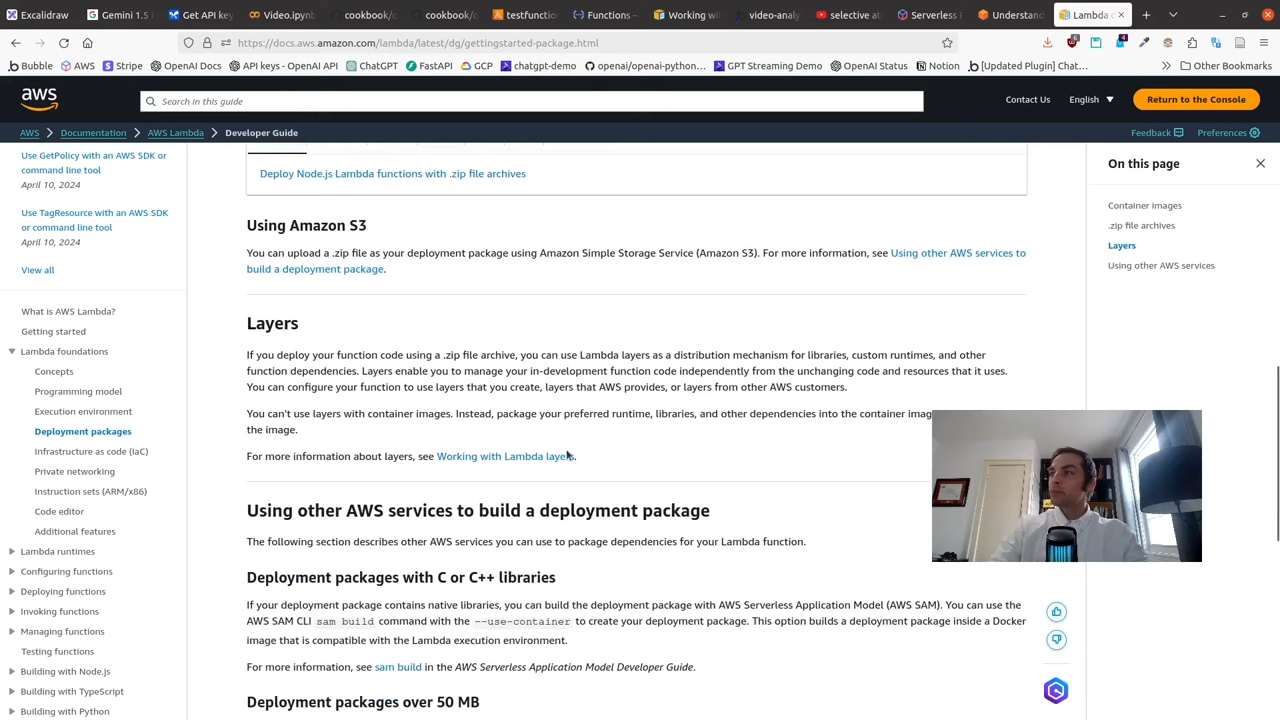 Excalidraw
Gemini 1.5
Get API key
Video.ipynb
cookbook/c
cookbook/
testfunction
Functions –
Working wi
video-analy
selective at
Serverless F
Understand
Lambda d
https://docs.aws.amazon.com/lambda/latest/dg/gettingstarted-package.html
6
4
Bubble
AWS
Stripe
OpenAI Docs
API keys - OpenAI API
ChatGPT
FastAPI
GCP
chatgpt-demo
openai/openai-python...
GPT Streaming Demo
OpenAI Status
Notion
[Updated Plugin] Chat...
Other Bookmarks
aws
Search in this guide
Contact Us
English
Return to the Console
AWS
Documentation
AWS Lambda
Developer Guide
Feedback
Preferences
Use GetPolicy with an AWS SDK or
command line tool
April 10, 2024
Use TagResource with an AWS SDK
or command line tool
April 10, 2024
View all
What is AWS Lambda?
Getting started
Lambda foundations
Concepts
Programming model
Execution environment
Deployment packages
Infrastructure as code (IaC)
Private networking
Instruction sets (ARM/x86)
Code editor
Additional features
Lambda runtimes
Configuring functions
Deploying functions
Invoking functions
Managing functions
Testing functions
Building with Node.js
Building with TypeScript
Building with Python
Deploy Node.js Lambda functions with .zip file archives
Using Amazon S3
You can upload a .zip file as your deployment package using Amazon Simple Storage Service (Amazon S3). For more information, see Using other AWS services to
build a deployment package.
Layers
If you deploy your function code using a .zip file archive, you can use Lambda layers as a distribution mechanism for libraries, custom runtimes, and other
function dependencies. Layers enable you to manage your in-development function code independently from the unchanging code and resources that it uses.
You can configure your function to use layers that you create, layers that AWS provides, or layers from other AWS customers.
You can't use layers with container images. Instead, package your preferred runtime, libraries, and other dependencies into the container imag
the image.
For more information about layers, see Working with Lambda layers.
Using other AWS services to build a deployment package
The following section describes other AWS services you can use to package dependencies for your Lambda function.
Deployment packages with C or C++ libraries
If your deployment package contains native libraries, you can build the deployment package with AWS Serverless Application Model (AWS SAM). You can use the
AWS SAM CLI sam build command with the --use-container to create your deployment package. This option builds a deployment package inside a Docker
image that is compatible with the Lambda execution environment.
For more information, see sam build in the AWS Serverless Application Model Developer Guide.
Deployment packages over 50 MB
On this page
Container images
.zip file archives
Layers
Using other AWS services